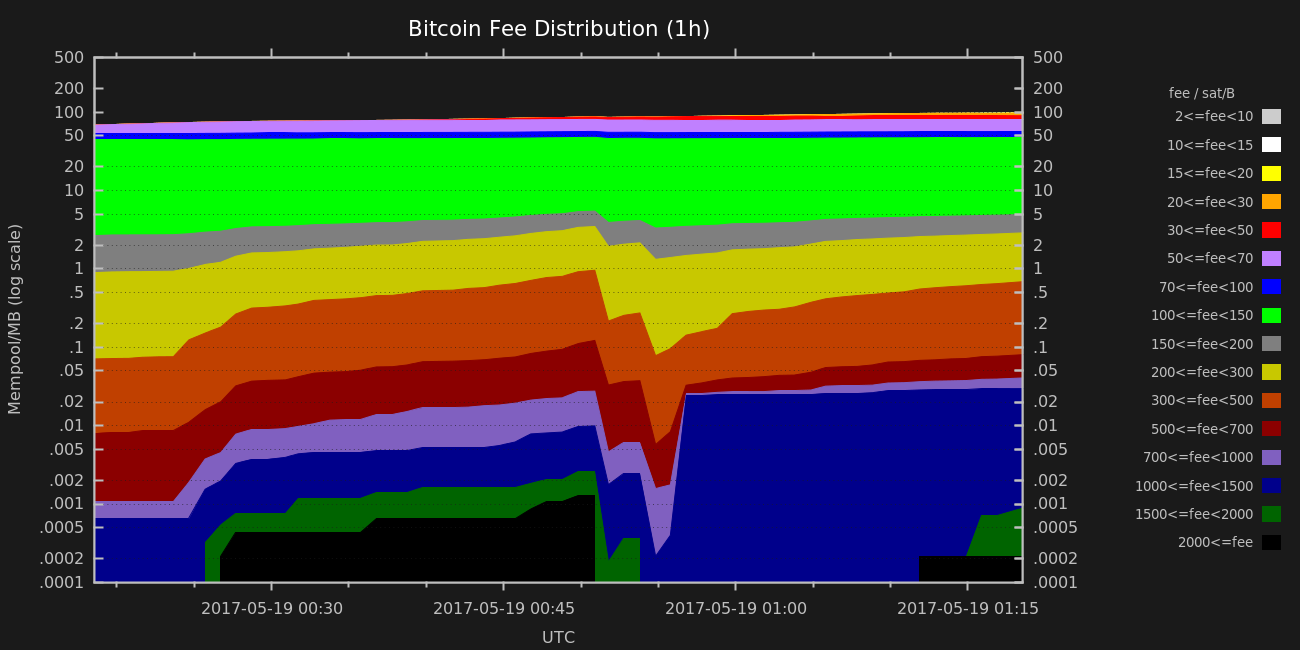 Bitcoin Fee Distribution (1h)
500
200
100
50
20
10
5
2
1
.5
.2
.1
.05
.02
.01
.005
.002
.001
.0005
.0002
.0001
Mempool/MB (log scale)
500
200
100
50
20
10
5
2
1
.5
.2
.1
.05
.02
.01
.005
.002
.001
.0005
.0002
.0001
2017-05-19 00:30
2017-05-19 00:45
2017-05-19 01:00
2017-05-19 01:15
UTC
fee / sat/B
2<=fee<10
10<=fee<15
15<=fee<20
20<=fee<30
30<=fee<50
50<=fee<70
70<=fee<100
100<=fee<150
150<=fee<200
200<=fee<300
300<=fee<500
500<=fee<700
700<=fee<1000
1000<=fee<1500
1500<=fee<2000
2000<=fee